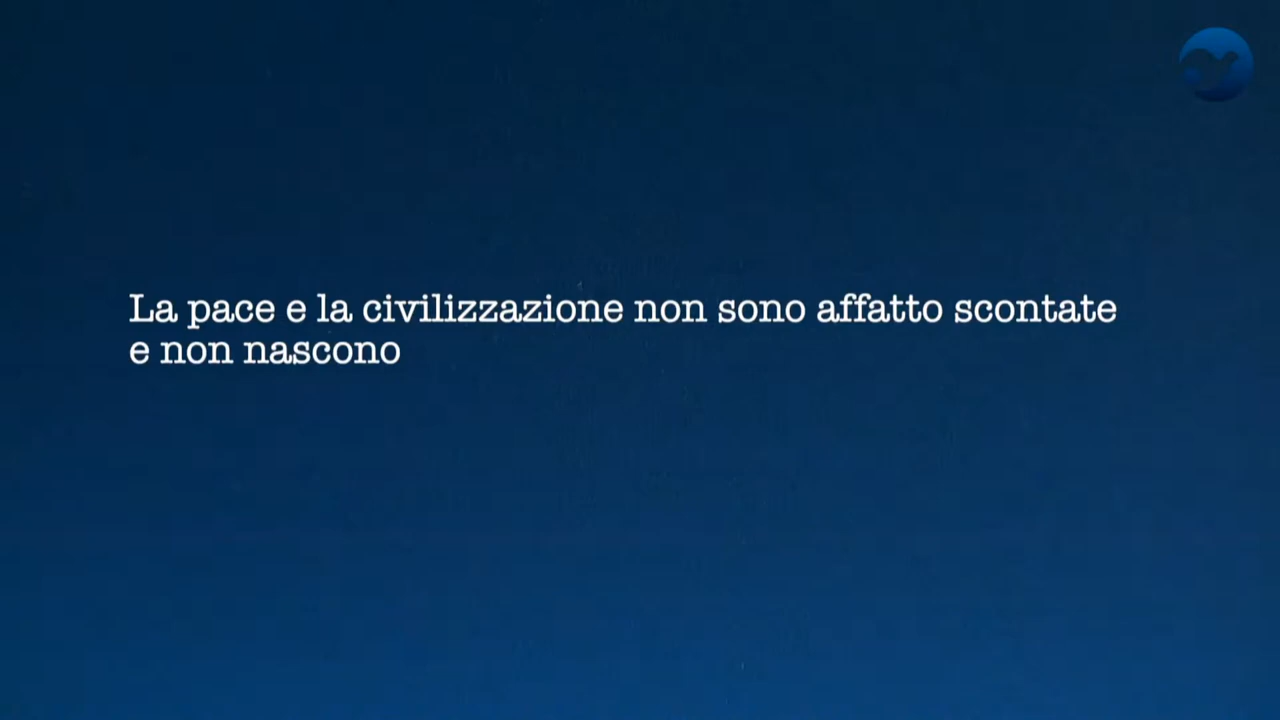 La pace e la civilizzazione non sono affatto scontate
e non nascono